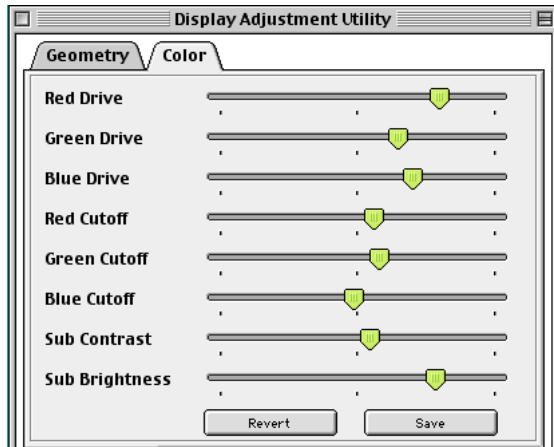 Display Adjustment Utility
Geometry Color
Red Drive
Green Drive
Blue Drive
Red Cutoff
Green Cutoff
Blue Cutoff
Sub Contrast
Sub Brightness
Revert Save